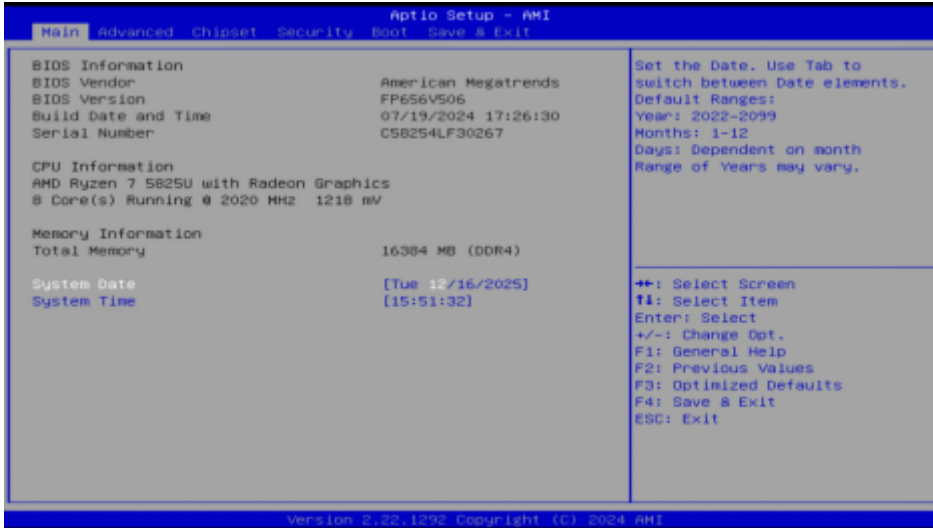 Aptio Setup - AMI
Main Advanced Chipset Security Boot Save & Exit
BIOS Information
BIOS Vendor American Megatrends
BIOS Version FP656V506
Build Date and Time 07/19/2024 17:26:30
Serial Number C58254LF30267
CPU Information
AMD Ryzen 7 5825U with Radeon Graphics
8 Core(s) Running @ 2020 MHz 1218 mV
Memory Information
Total Memory 16384 MB (DDR4)
System Date [Tue 12/16/2025]
System Time [15:51:32]
Set the Date. Use Tab to
switch between Date elements.
Default Ranges:
Year: 2022-2099
Months: 1-12
Days: Dependent on month
Range of Years may vary.
→←: Select Screen
↑↓: Select Item
Enter: Select
+/-: Change Opt.
F1: General Help
F2: Previous Values
F3: Optimized Defaults
F4: Save & Exit
ESC: Exit
Version 2.22.1292 Copyright (C) 2024 AMI